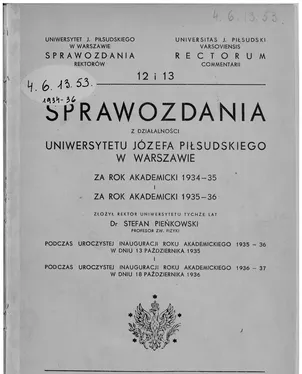 4. 6. 13. 53.
UNIWERSYTET J. PIŁSUDSKIEGO
W WARSZAWIE
SPRAWOZDANIA
REKTORÓW
UNIVERSITAS J. PIŁSUDSKI
VARSOVIENSIS
RECTORUM
COMMENTARII
12 i 13
4. 6. 13. 53.
1934-36
SPRAWOZDANIA
Z DZIAŁALNOŚCI
UNIWERSYTETU JÓZEFA PIŁSUDSKIEGO
W WARSZAWIE
ZA ROK AKADEMICKI 1934-35
i
ZA ROK AKADEMICKI 1935-36
ZŁOŻYŁ REKTOR UNIWERSYTETU TYCHŻE LAT
Dr STEFAN PIEŃKOWSKI
PROFESOR ZW. FIZYKI
PODCZAS UROCZYSTEJ INAUGURACJI ROKU AKADEMICKIEGO 1935 - 36
W DNIU 13 PAŹDZIERNIKA 1935
i
PODCZAS UROCZYSTEJ INAUGURACJI ROKU AKADEMICKIEGO 1936 - 37
W DNIU 18 PAŹDZIERNIKA 1936